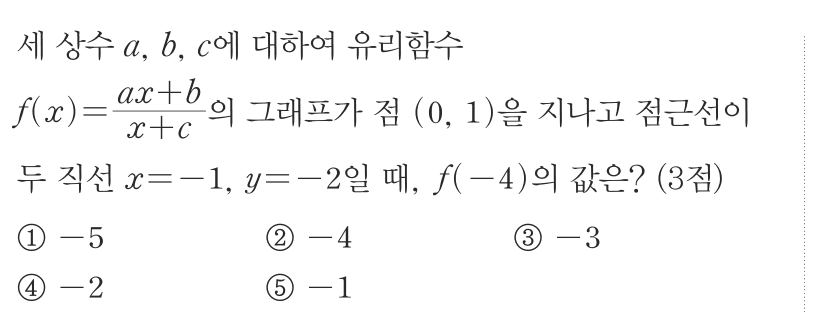 세 상수 a, b, c에 대하여 유리함수
f(x)=\frac{ax+b}{x+c}의 그래프가 점 (0, 1)을 지나고 점근선이
두 직선 x=-1, y=-2일 때, f(-4)의 값은? (3점)
① -5 ② -4 ③ -3
④ -2 ⑤ -1